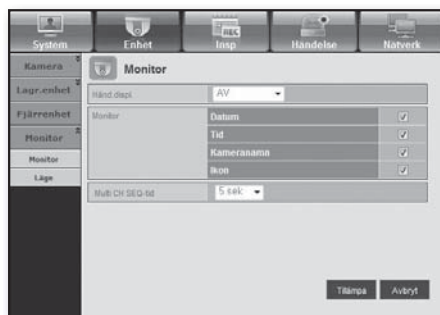 System Enhet Insp Händelse Nätverk
Kamera
Lagr.enhet
Fjärrenhet
Monitor
Monitor
Läge
Monitor
Händ.displ. AV
Monitor Datum
Tid
Kameranama
Ikon
Multi CH SEQ-tid 5 sek
Tillämpa Avbryt